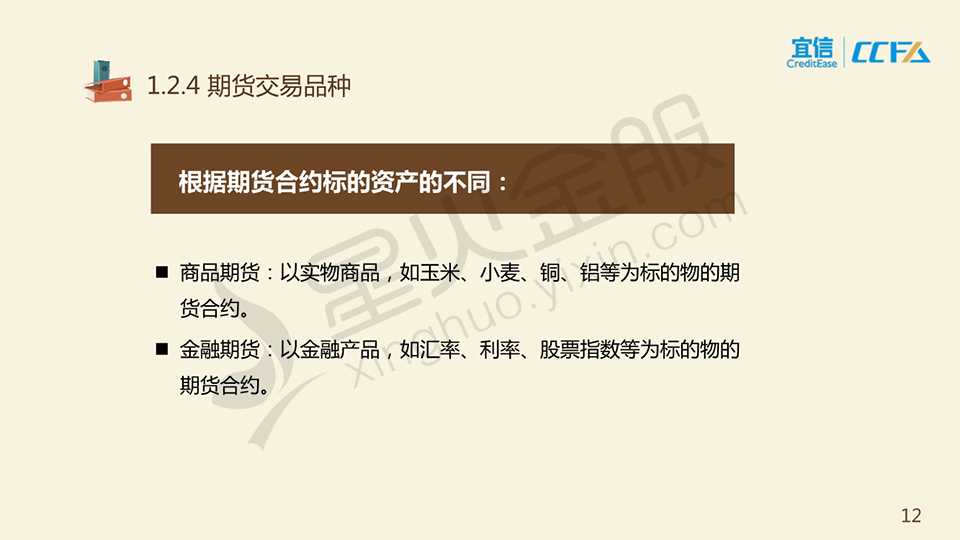 宜信
CreditEase
CCFA
1.2.4 期货交易品种
根据期货合约标的资产的不同：
商品期货：以实物商品，如玉米、小麦、铜、铝等为标的物的期
货合约。
金融期货：以金融产品，如汇率、利率、股票指数等为标的物的
期货合约。
星火金服
xinghuo.yixin.com
12